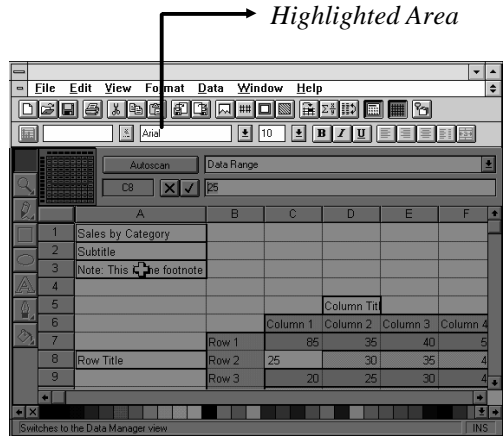 Highlighted Area
File Edit View Format Data Window Help
Arial 10 B I U
Autoscan Data Range
C8 25
A B C D E F
1 Sales by Category
2 Subtitle
3 Note: This is the footnote
4
5 Column Titl
6 Column 1 Column 2 Column 3 Column 4
7 Row 1 85 35 40 5
8 Row Title Row 2 25 30 35 4
9 Row 3 20 25 30 4
Switches to the Data Manager view INS